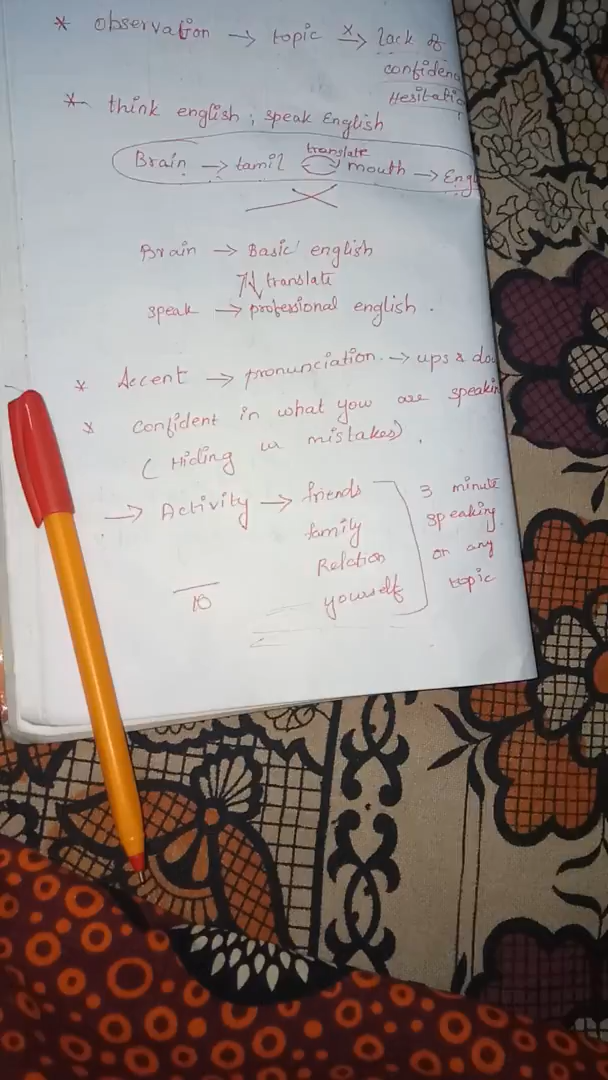 * observation → topic x→ lack of
confidenc
Hesitatio
* think english, speak English
Brain → tamil translate mouth → Eng
Brain → Basic english
translate
speak → professional english.
* Accent → pronunciation. → ups & do
* confident in what you are speakin
(Hiding ur mistakes).
→ Activity → friends
family
Relation
yourself
3 minute
speaking
on any
topic
10